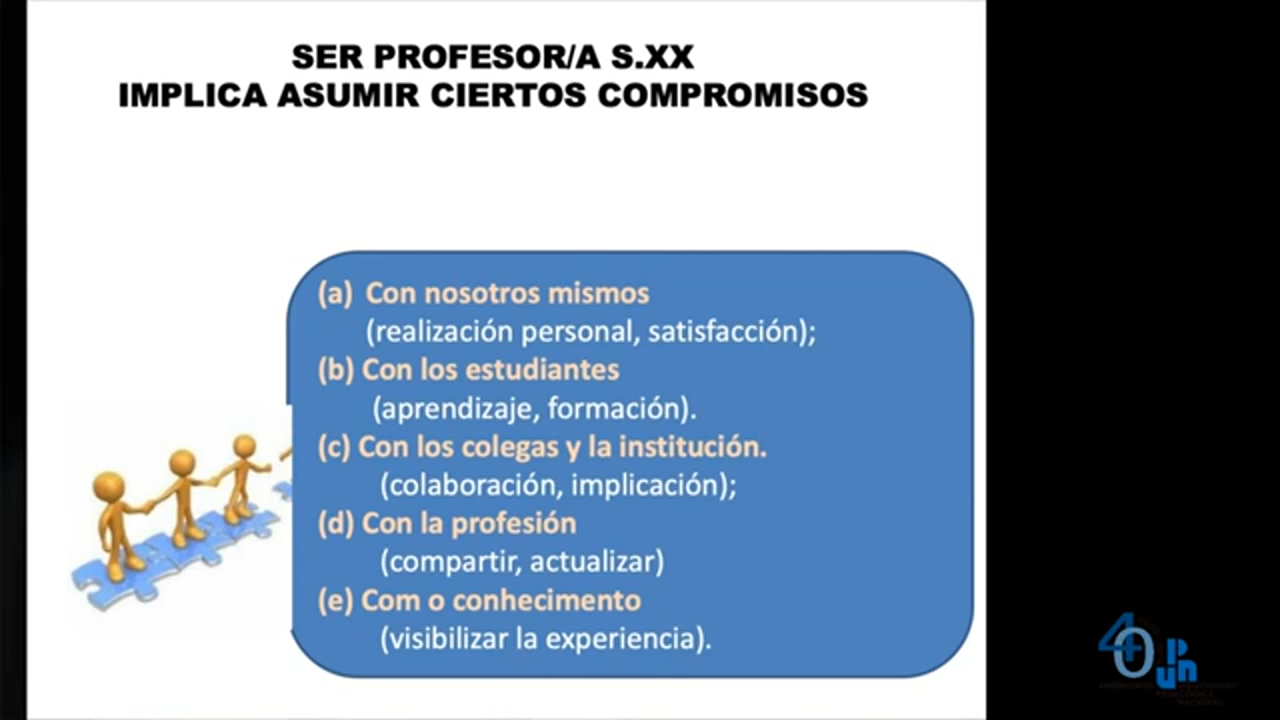 SER PROFESOR/A S.XX
IMPLICA ASUMIR CIERTOS COMPROMISOS
(a) Con nosotros mismos
(realización personal, satisfacción);
(b) Con los estudiantes
(aprendizaje, formación).
(c) Con los colegas y la institución.
(colaboración, implicación);
(d) Con la profesión
(compartir, actualizar)
(e) Com o conhecimento
(visibilizar la experiencia).
40
upn